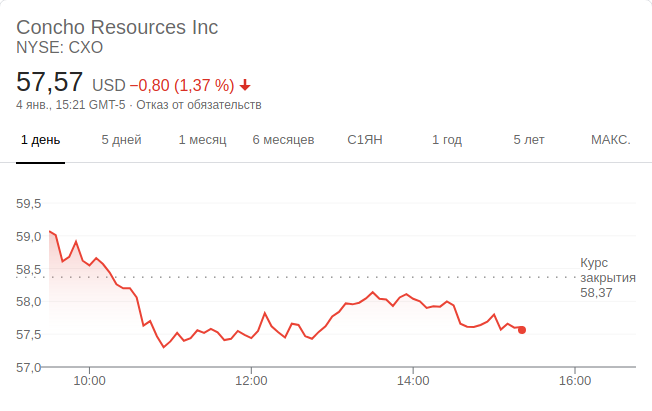 Concho Resources Inc
NYSE: CXO
57,57 USD −0,80 (1,37 %)
4 янв., 15:21 GMT-5 · Отказ от обязательств
1 день 5 дней 1 месяц 6 месяцев С1ЯН 1 год 5 лет МАКС.
59,5
59,0
58,5
58,0
57,5
57,0
Курс
закрытия
58,37
10:00 12:00 14:00 16:00